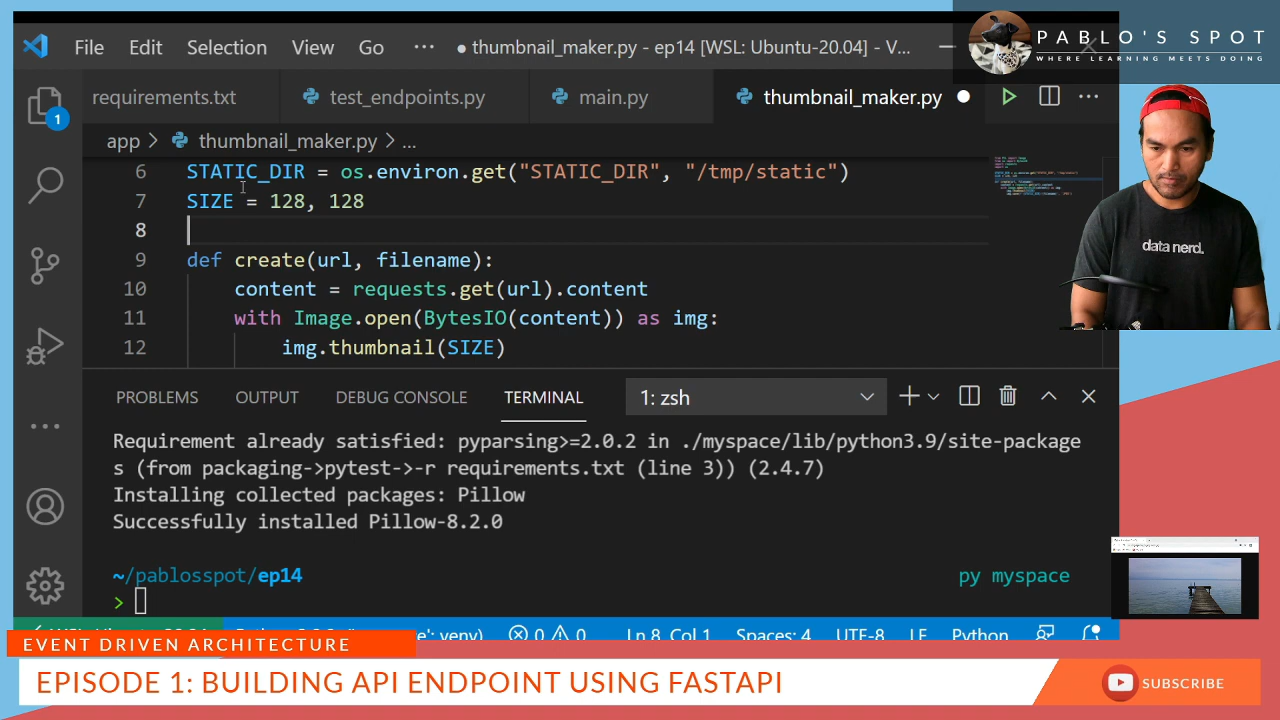 File Edit Selection View Go ··· ● thumbnail_maker.py - ep14 [WSL: Ubuntu-20.04] - V...
PABLO'S SPOT
WHERE LEARNING MEETS DOING
requirements.txt test_endpoints.py main.py thumbnail_maker.py
1
app > thumbnail_maker.py > ...
6 STATIC_DIR = os.environ.get("STATIC_DIR", "/tmp/static")
7 SIZE = 128, 128
8
9 def create(url, filename):
10 content = requests.get(url).content
11 with Image.open(BytesIO(content)) as img:
12 img.thumbnail(SIZE)
data nerd.
PROBLEMS OUTPUT DEBUG CONSOLE TERMINAL 1: zsh
Requirement already satisfied: pyparsing>=2.0.2 in ./myspace/lib/python3.9/site-package
s (from packaging->pytest->-r requirements.txt (line 3)) (2.4.7)
Installing collected packages: Pillow
Successfully installed Pillow-8.2.0
~/pablosspot/ep14 py myspace
>
venv) 0 0 Ln 8, Col 1 Spaces: 4 UTF-8 LF Python
EVENT DRIVEN ARCHITECTURE
EPISODE 1: BUILDING API ENDPOINT USING FASTAPI
SUBSCRIBE